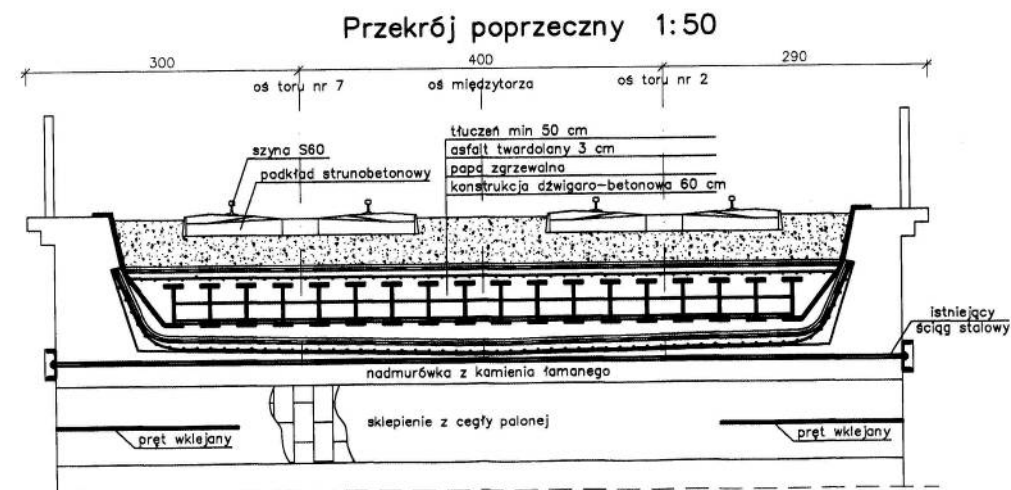 Przekrój poprzeczny 1:50
300 400 290
oś toru nr 7 oś międzytorza oś toru nr 2
tłuczeń min 50 cm
szyna S60
asfalt twardolany 3 cm
podkład strunobetonowy
papa zgrzewalna
konstrukcja dźwigaro-betonowa 60 cm
istniejący
ściąg stalowy
nadmurówka z kamienia łamanego
sklepienie z cegły palonej
pręt wklejany
pręt wklejany